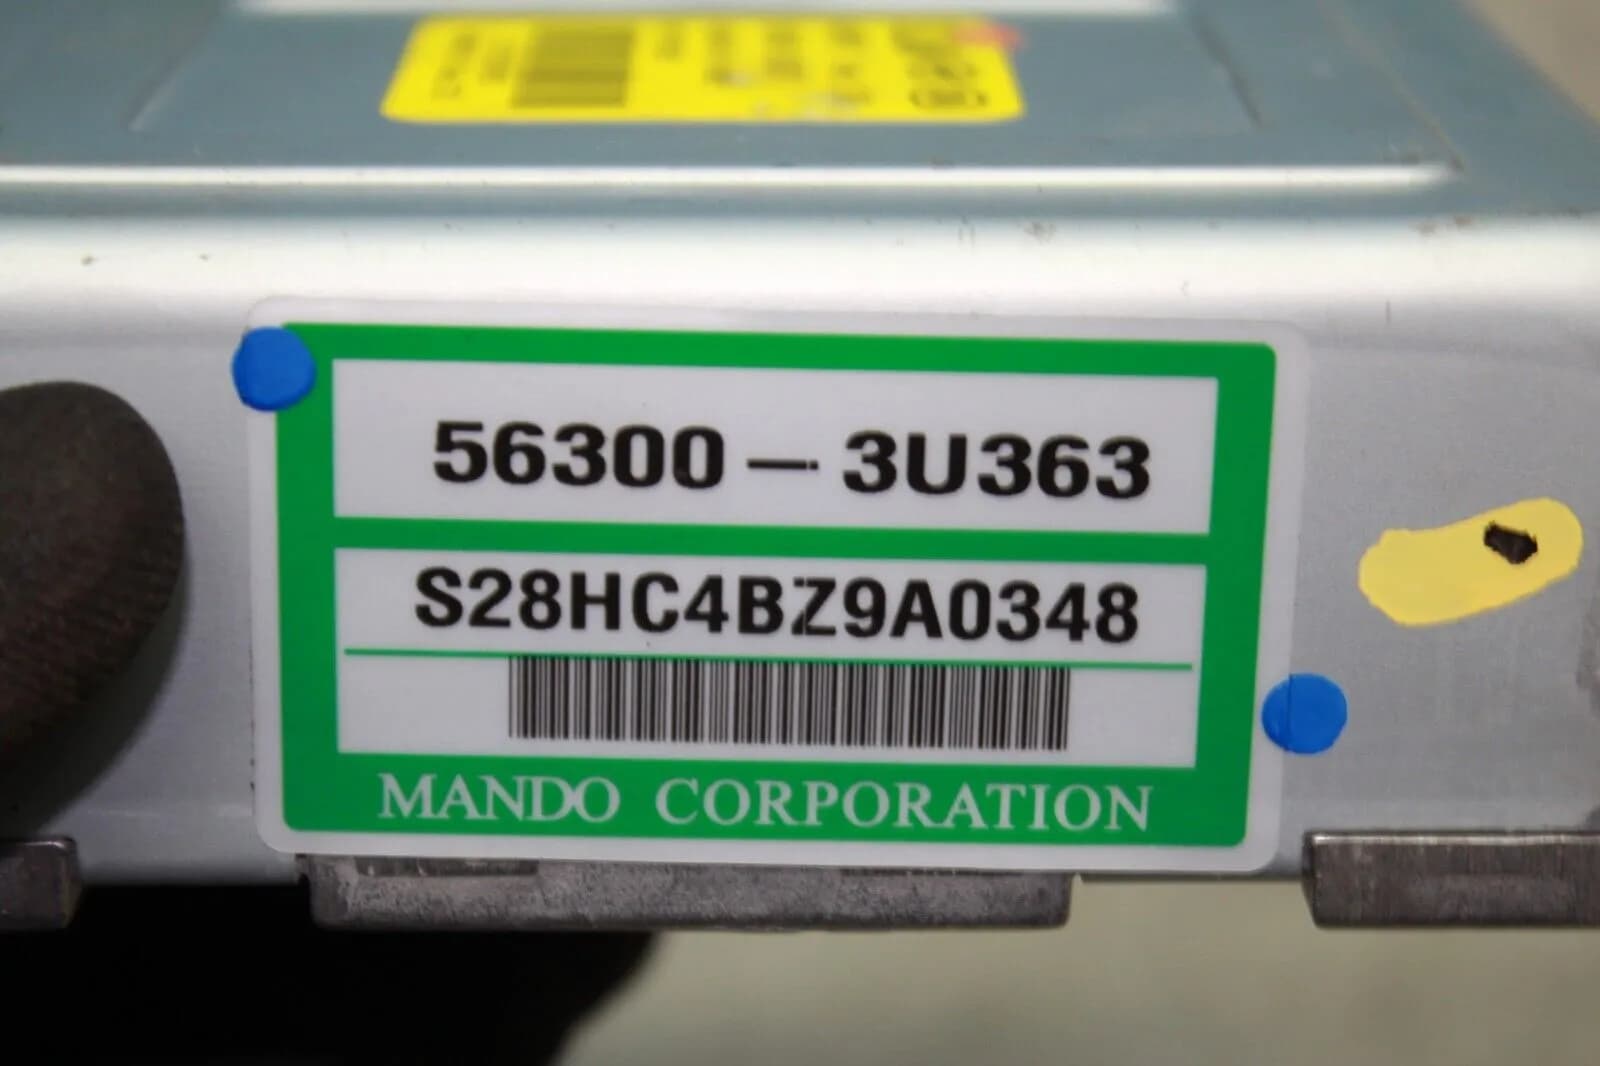 56300-3U363
S28HC4BZ9A0348
MANDO CORPORATION